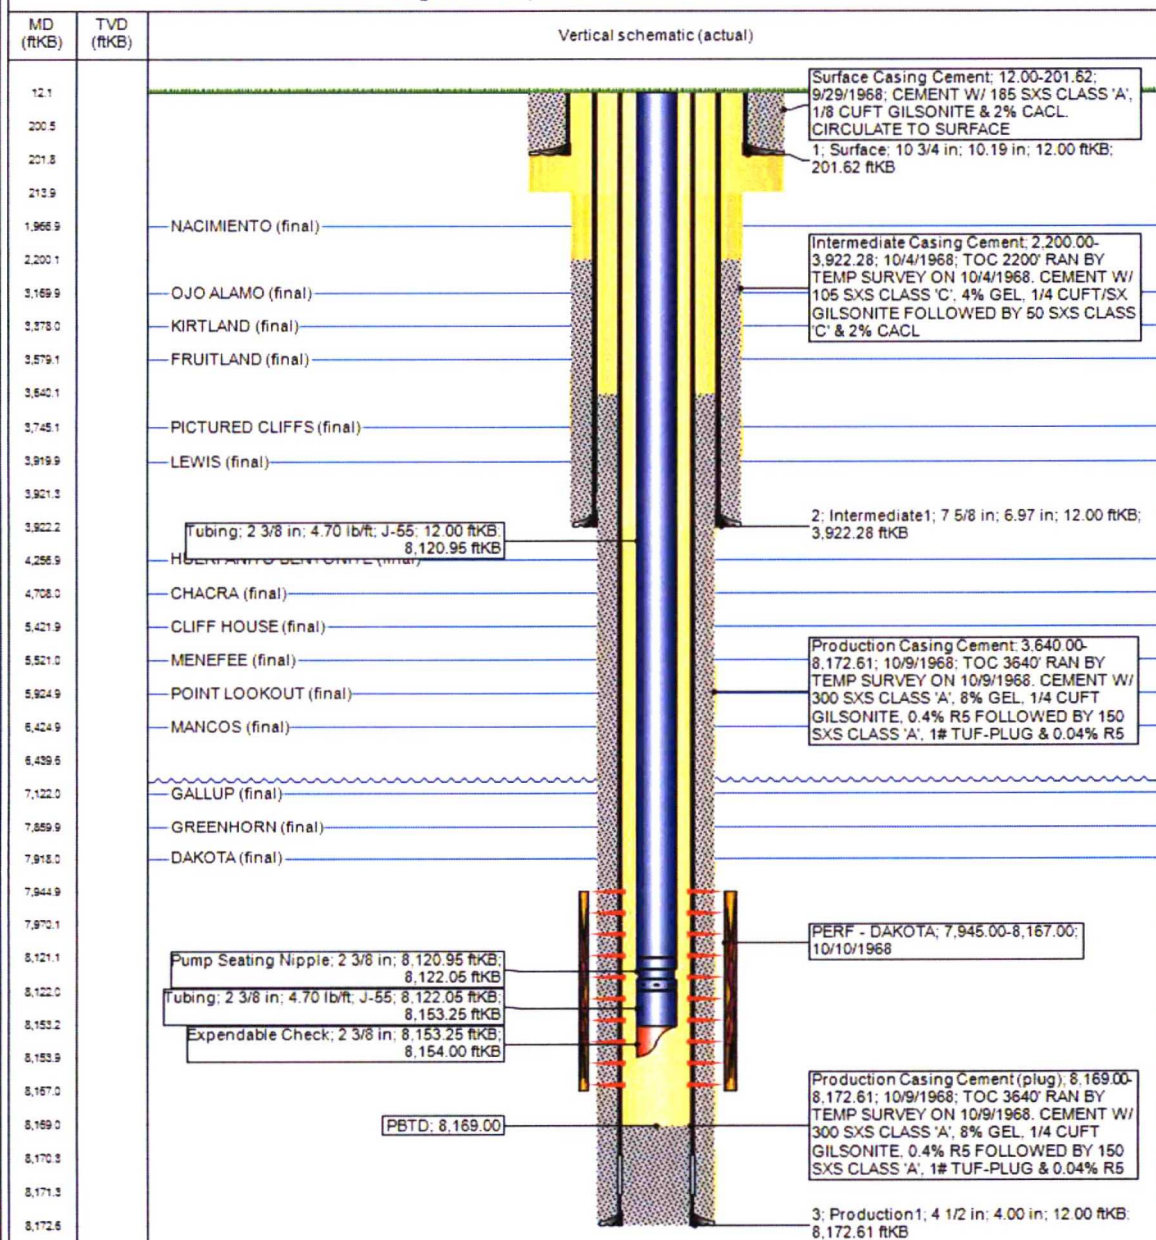 MD
(ftKB)
TVD
(ftKB)
Vertical schematic (actual)
12.1
200.5
201.8
213.9
1,966.9
2,200.1
3,169.9
3,378.0
3,579.1
3,640.1
3,745.1
3,919.9
3,921.3
3,922.2
4,256.9
4,708.0
5,421.9
5,521.0
5,924.9
6,424.9
6,439.6
7,122.0
7,859.9
7,918.0
7,944.9
7,970.1
8,121.1
8,122.0
8,153.2
8,153.9
8,167.0
8,169.0
8,170.3
8,171.3
8,172.6
Surface Casing Cement; 12.00-201.62;
9/29/1968; CEMENT W/ 185 SXS CLASS 'A',
1/8 CUFT GILSONITE & 2% CACL.
CIRCULATE TO SURFACE
1; Surface; 10 3/4 in; 10.19 in; 12.00 ftKB;
201.62 ftKB
NACIMIENTO (final)
Intermediate Casing Cement; 2,200.00-
3,922.28; 10/4/1968; TOC 2200' RAN BY
TEMP SURVEY ON 10/4/1968. CEMENT W/
105 SXS CLASS 'C', 4% GEL, 1/4 CUFT/SX
GILSONITE FOLLOWED BY 50 SXS CLASS
'C' & 2% CACL
OJO ALAMO (final)
KIRTLAND (final)
FRUITLAND (final)
PICTURED CLIFFS (final)
LEWIS (final)
2; Intermediate1; 7 5/8 in; 6.97 in; 12.00 ftKB;
3,922.28 ftKB
Tubing; 2 3/8 in; 4.70 lb/ft; J-55; 12.00 ftKB;
8,120.95 ftKB
HUERFANITO BENTONITE (final)
CHACRA (final)
CLIFF HOUSE (final)
MENEFEE (final)
POINT LOOKOUT (final)
MANCOS (final)
Production Casing Cement; 3,640.00-
8,172.61; 10/9/1968; TOC 3640' RAN BY
TEMP SURVEY ON 10/9/1968. CEMENT W/
300 SXS CLASS 'A', 8% GEL, 1/4 CUFT
GILSONITE, 0.4% R5 FOLLOWED BY 150
SXS CLASS 'A', 1# TUF-PLUG & 0.04% R5
GALLUP (final)
GREENHORN (final)
DAKOTA (final)
PERF - DAKOTA; 7,945.00-8,167.00;
10/10/1968
Pump Seating Nipple; 2 3/8 in; 8,120.95 ftKB;
8,122.05 ftKB
Tubing; 2 3/8 in; 4.70 lb/ft; J-55; 8,122.05 ftKB;
8,153.25 ftKB
Expendable Check; 2 3/8 in; 8,153.25 ftKB;
8,154.00 ftKB
Production Casing Cement (plug); 8,169.00-
8,172.61; 10/9/1968; TOC 3640' RAN BY
TEMP SURVEY ON 10/9/1968. CEMENT W/
300 SXS CLASS 'A', 8% GEL, 1/4 CUFT
GILSONITE, 0.4% R5 FOLLOWED BY 150
SXS CLASS 'A', 1# TUF-PLUG & 0.04% R5
PBTD; 8,169.00
3; Production1; 4 1/2 in; 4.00 in; 12.00 ftKB;
8,172.61 ftKB